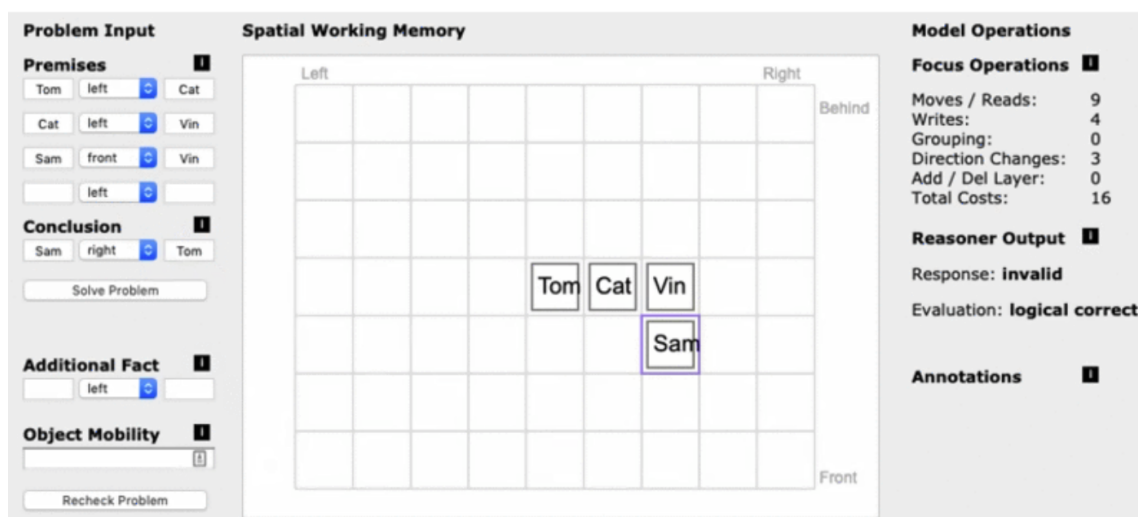 Problem Input
Premises i
Tom left Cat
Cat left Vin
Sam front Vin
left
Conclusion i
Sam right Tom
Solve Problem
Additional Fact i
left
Object Mobility i
Recheck Problem
Spatial Working Memory
Left Right
Behind
Tom Cat Vin
Sam
Front
Model Operations
Focus Operations i
Moves / Reads: 9
Writes: 4
Grouping: 0
Direction Changes: 3
Add / Del Layer: 0
Total Costs: 16
Reasoner Output i
Response: invalid
Evaluation: logical correct
Annotations i